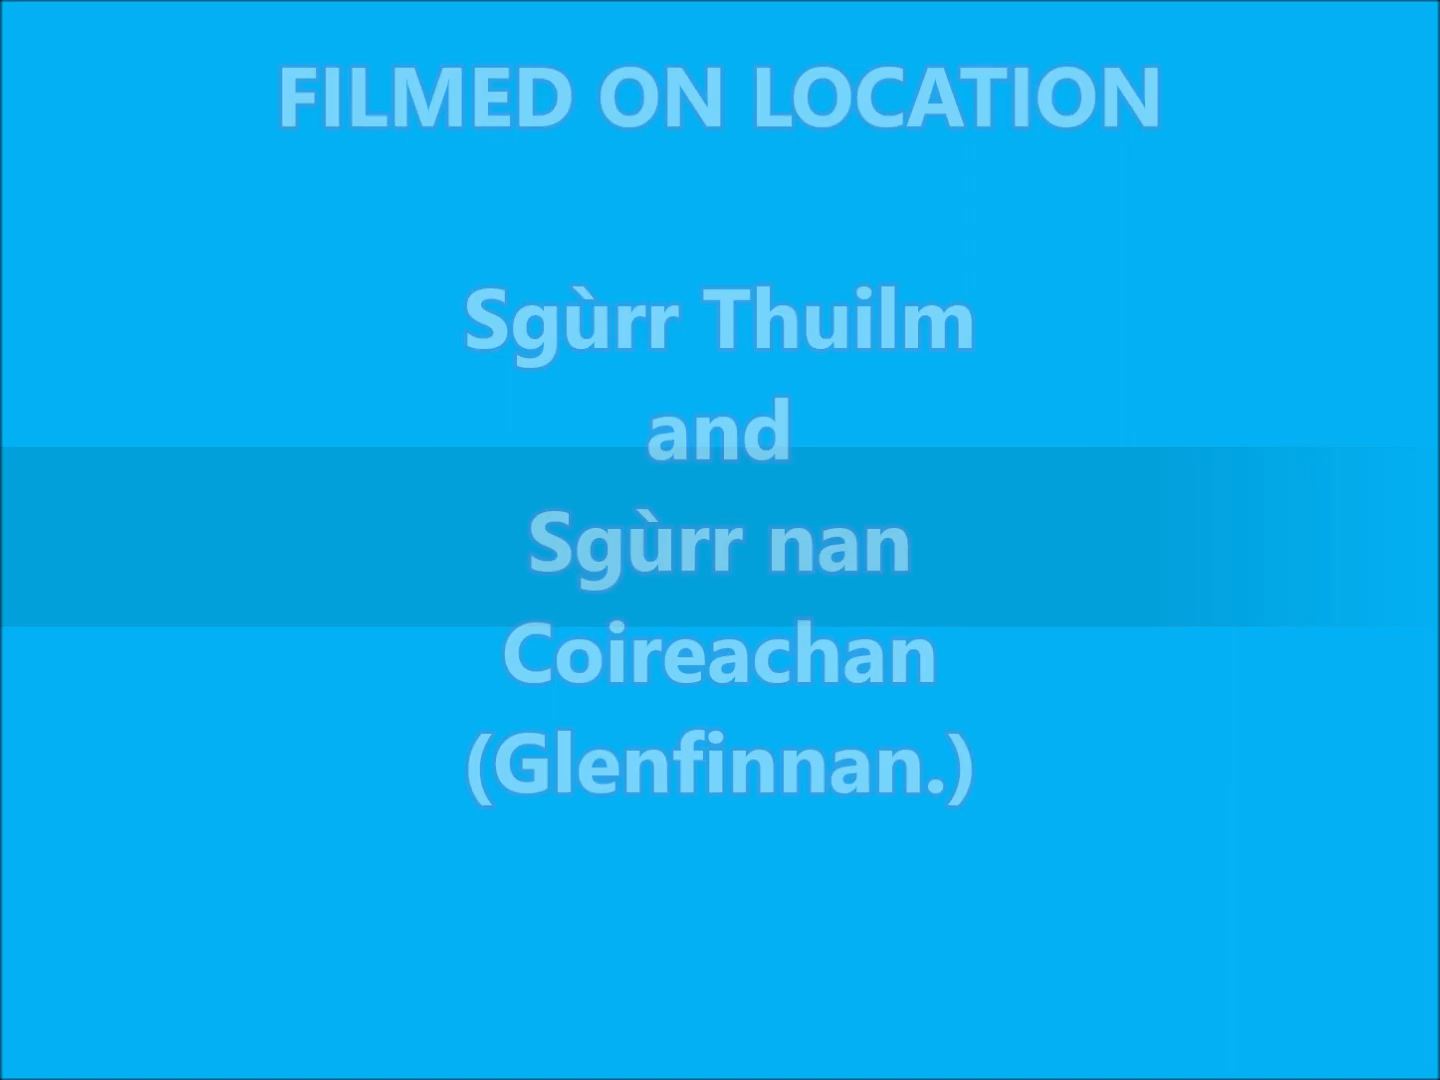 FILMED ON LOCATION
Sgùrr Thuilm
and
Sgùrr nan
Coireachan
(Glenfinnan.)